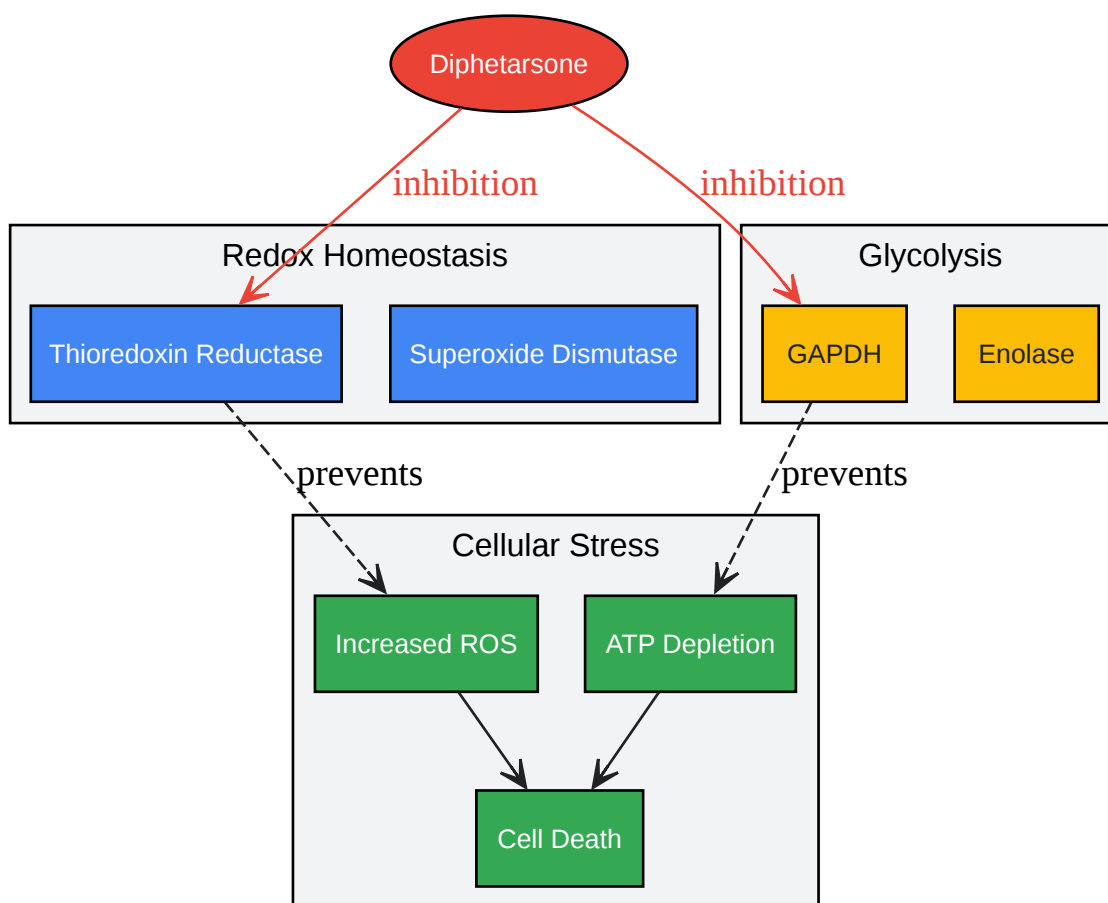 Diphetarsone
inhibition
inhibition
Redox Homeostasis
Glycolysis
Thioredoxin Reductase
Superoxide Dismutase
GAPDH
Enolase
prevents
prevents
Cellular Stress
Increased ROS
ATP Depletion
Cell Death